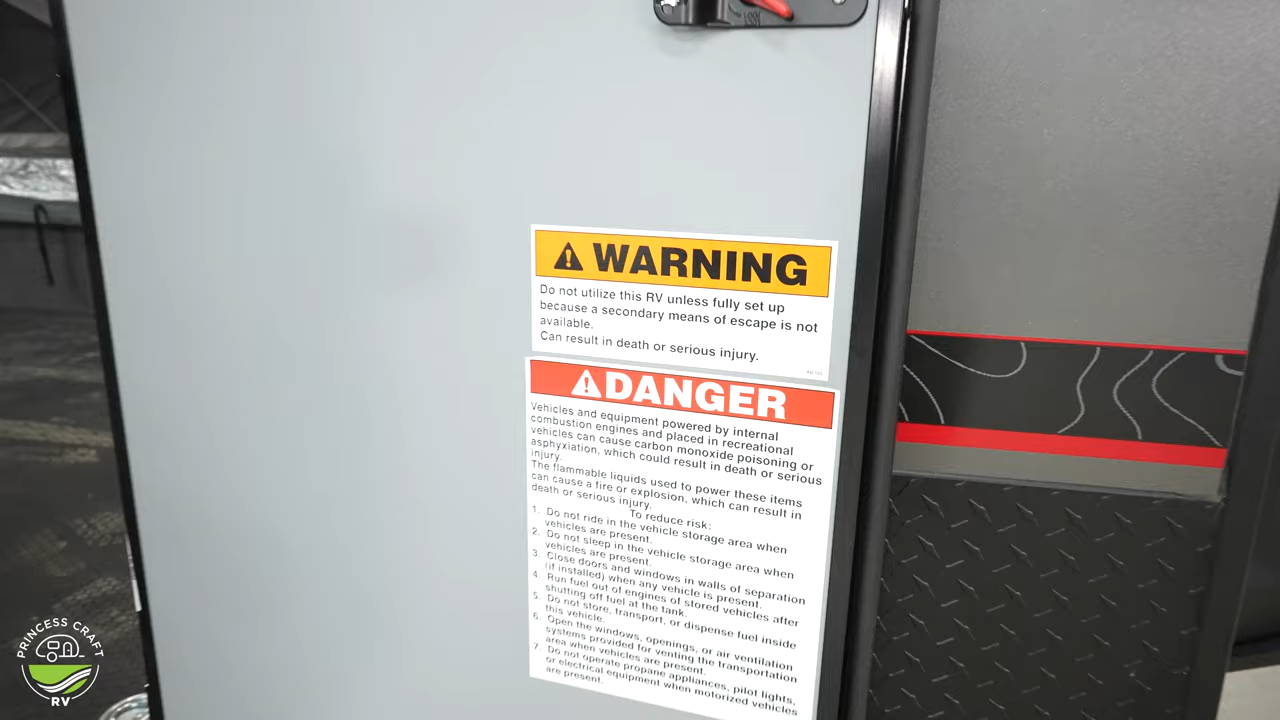 WARNING
Do not utilize this RV unless fully set up
because a secondary means of escape is not
available.
Can result in death or serious injury.
DANGER
Vehicles and equipment powered by internal
combustion engines and placed in recreational
vehicles can cause carbon monoxide poisoning or
asphyxiation, which could result in death or serious
injury.
The flammable liquids used to power these items
can cause a fire or explosion, which can result in
death or serious injury.
To reduce risk:
1. Do not ride in the vehicle storage area when
vehicles are present.
2. Do not sleep in the vehicle storage area when
vehicles are present.
3. Close doors and windows in walls of separation
(if installed) when any vehicle is present.
4. Run fuel out of engines of stored vehicles after
shutting off fuel at the tank.
5. Do not store, transport, or dispense fuel inside
this vehicle.
6. Open the windows, openings, or air ventilation
systems provided for venting the transportation
area when vehicles are present.
7. Do not operate propane appliances, pilot lights,
or electrical equipment when motorized vehicles
are present.
PRINCESS CRAFT
RV